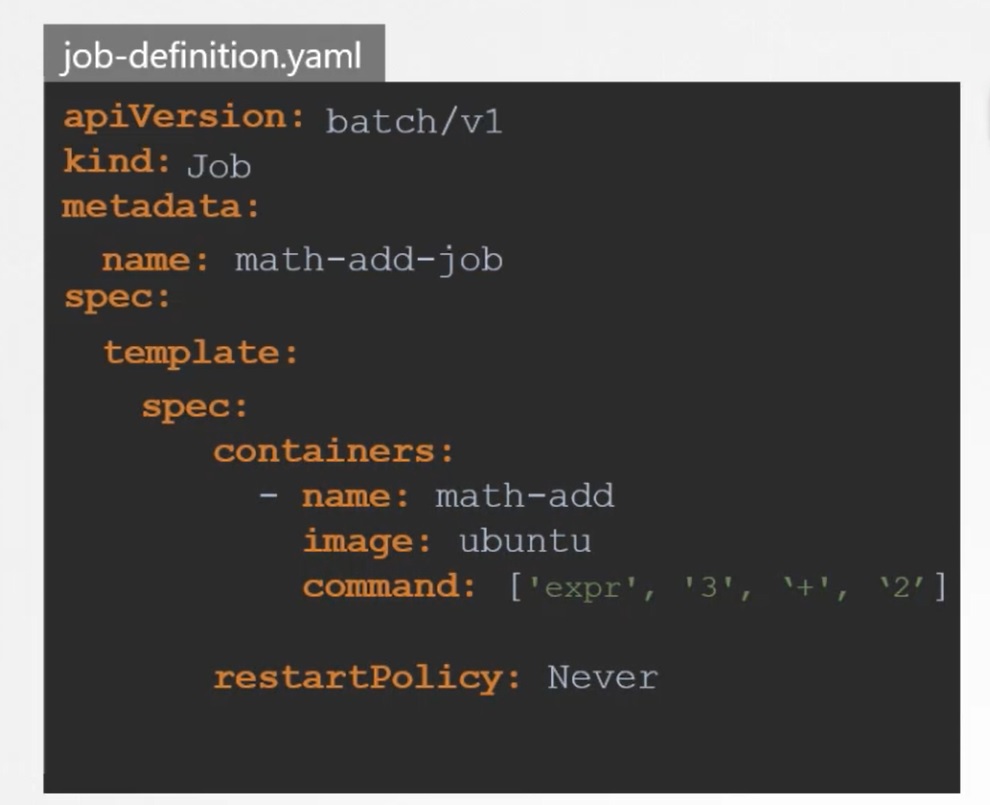 job-definition.yaml
apiVersion: batch/v1
kind: Job
metadata:
  name: math-add-job
spec:
  template:
    spec:
        containers:
          - name: math-add
            image: ubuntu
            command: ['expr', '3', ‘+’, ‘2’]
        restartPolicy: Never